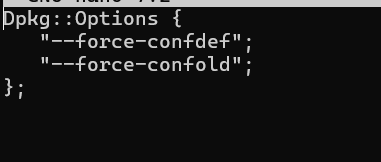 Dpkg::Options {
   "--force-confdef";
   "--force-confold";
};